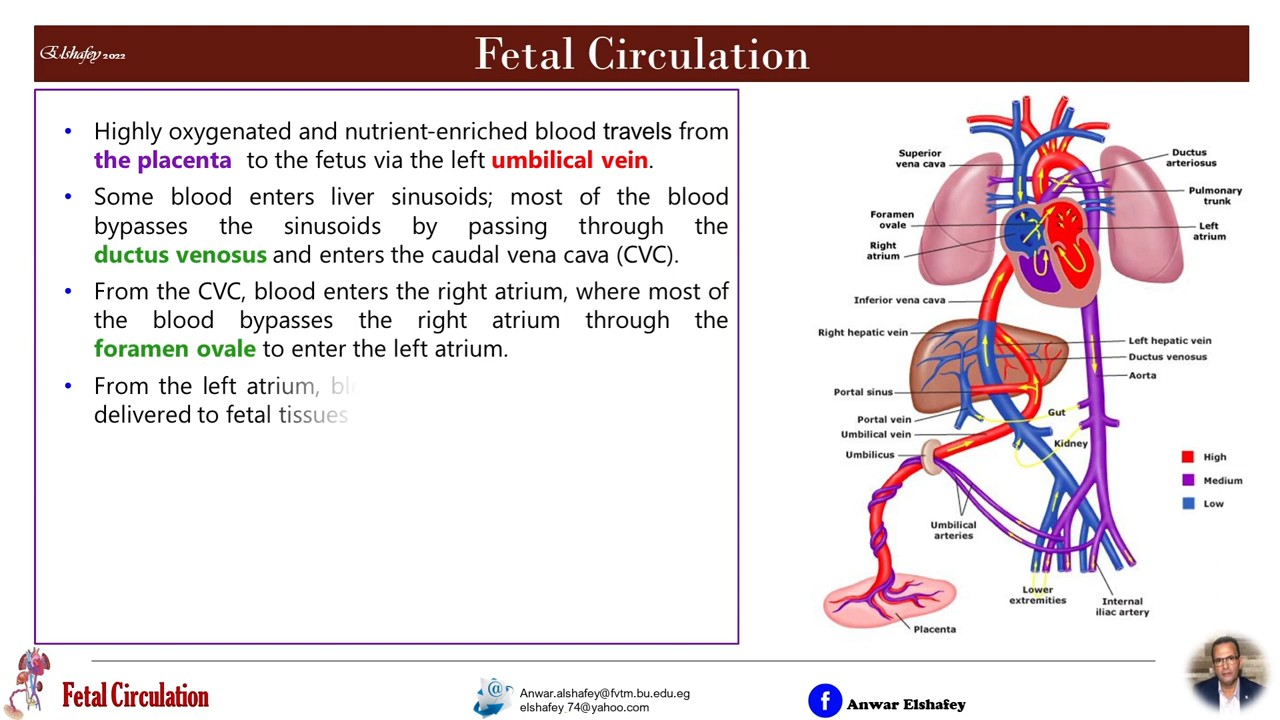 Elshafey 2022
Fetal Circulation
• Highly oxygenated and nutrient-enriched blood travels from
the placenta to the fetus via the left umbilical vein.
• Some blood enters liver sinusoids; most of the blood
bypasses the sinusoids by passing through the
ductus venosus and enters the caudal vena cava (CVC).
• From the CVC, blood enters the right atrium, where most of
the blood bypasses the right atrium through the
foramen ovale to enter the left atrium.
• From the left atrium,
delivered to fetal tissues
Superior
vena cava
Foramen
ovale
Right
atrium
Inferior vena cava
Right hepatic vein
Portal sinus
Portal vein
Umbilical vein
Umbilicus
Umbilical
arteries
Ductus
arteriosus
Pulmonary
trunk
Left
atrium
Left hepatic vein
Ductus venosus
Aorta
Gut
Kidney
High
Medium
Low
Lower
extremities
Internal
iliac artery
Placenta
Fetal Circulation
@
Anwar.alshafey@fvtm.bu.edu.eg
elshafey_74@yahoo.com
f
Anwar Elshafey